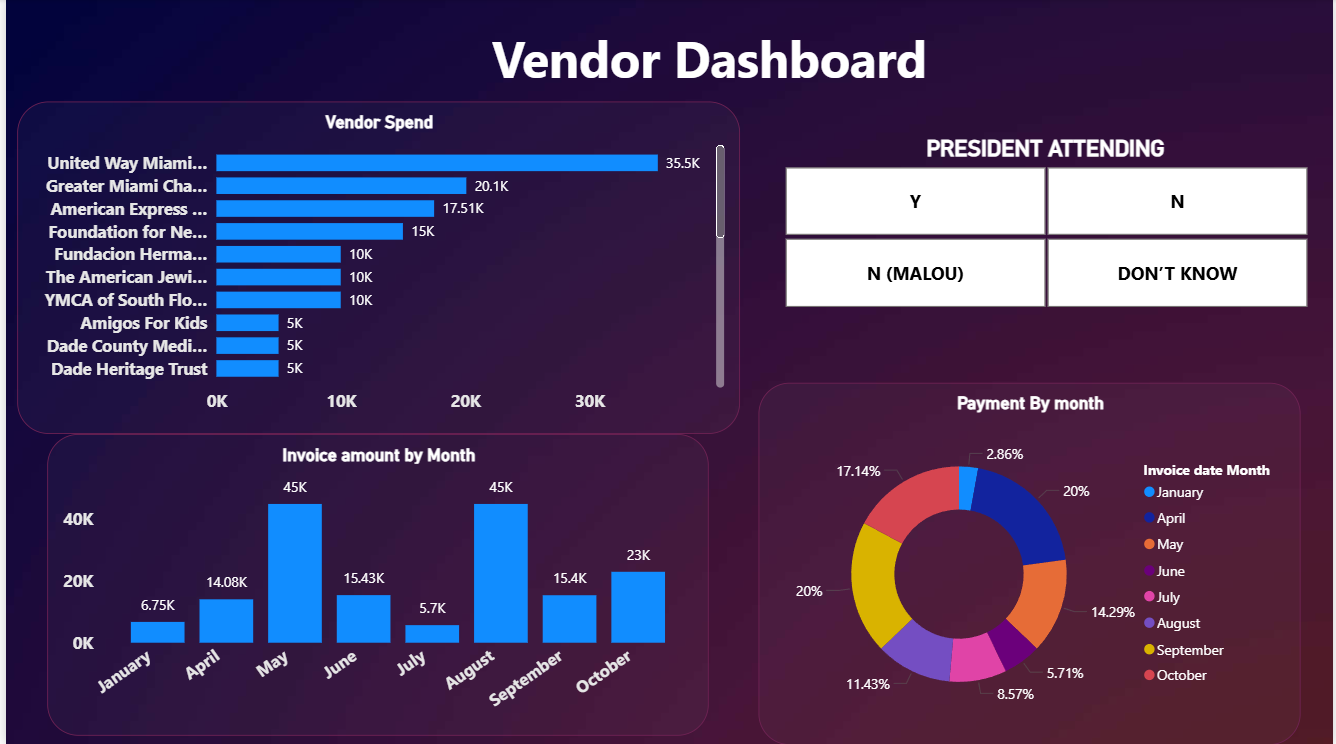 Vendor Dashboard
Vendor Spend
United Way Miami... 35.5K
Greater Miami Cha... 20.1K
American Express ... 17.51K
Foundation for Ne... 15K
Fundacion Herma... 10K
The American Jewi... 10K
YMCA of South Flo... 10K
Amigos For Kids 5K
Dade County Medi... 5K
Dade Heritage Trust 5K
0K 10K 20K 30K
PRESIDENT ATTENDING
Y N
N (MALOU) DON’T KNOW
Invoice amount by Month
40K
20K
0K
6.75K
14.08K
45K
15.43K
5.7K
45K
15.4K
23K
January April May June July August September October
Payment By month
2.86%
20%
14.29%
5.71%
8.57%
11.43%
20%
17.14%
Invoice date Month
January
April
May
June
July
August
September
October